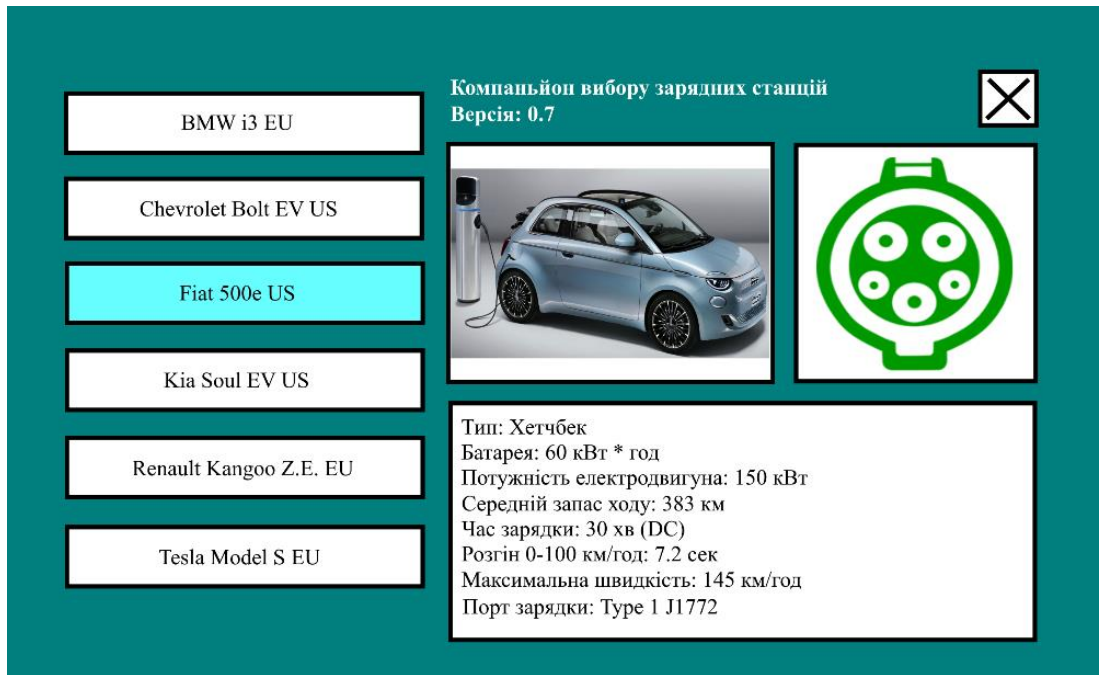 Компаньйон вибору зарядних станцій
Версія: 0.7
BMW i3 EU
Chevrolet Bolt EV US
Fiat 500e US
Kia Soul EV US
Renault Kangoo Z.E. EU
Tesla Model S EU
Тип: Хетчбек
Батарея: 60 кВт * год
Потужність електродвигуна: 150 кВт
Середній запас ходу: 383 км
Час зарядки: 30 хв (DC)
Розгін 0-100 км/год: 7.2 сек
Максимальна швидкість: 145 км/год
Порт зарядки: Type 1 J1772